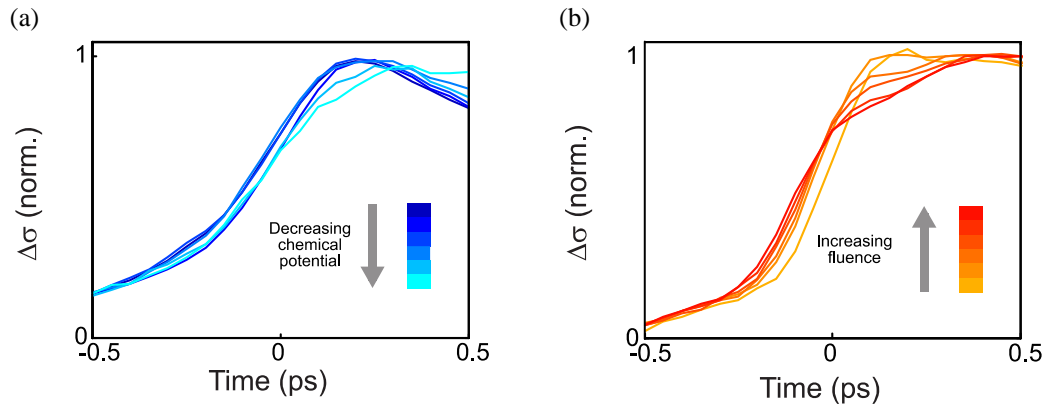 (a)
(b)
1
Δσ (norm.)
Decreasing
chemical
potential
0
-0.5
0
0.5
Time (ps)
1
Δσ (norm.)
Increasing
fluence
0
-0.5
0
0.5
Time (ps)